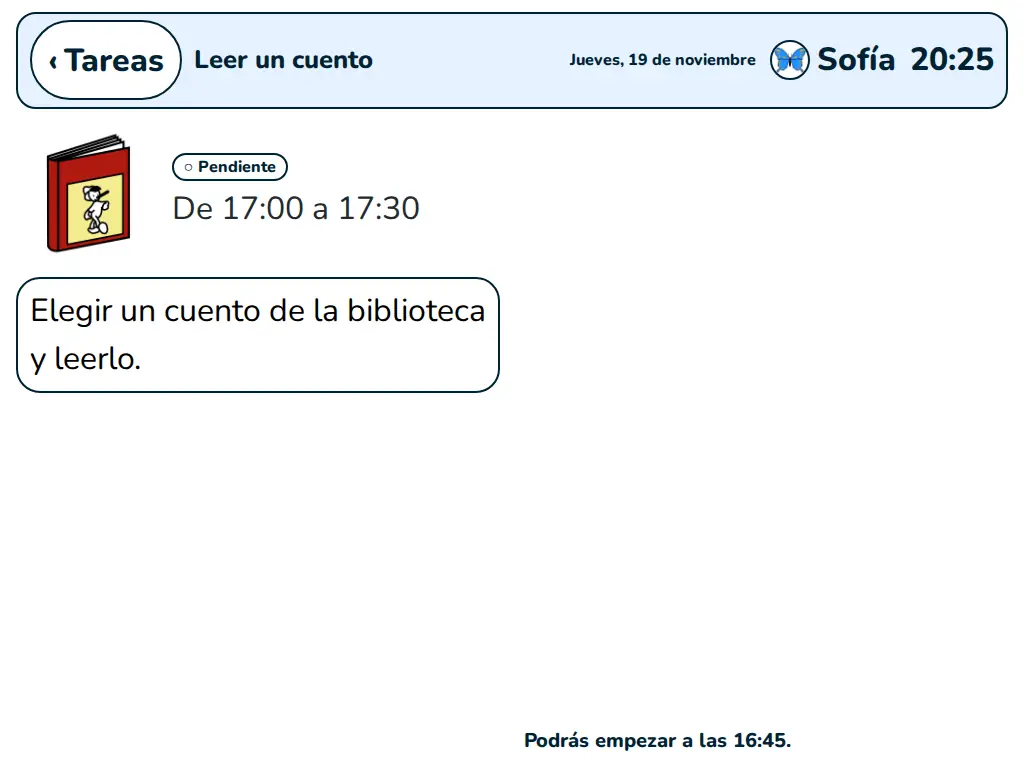 ‹ Tareas
Leer un cuento
Jueves, 19 de noviembre
Sofía 20:25
○ Pendiente
De 17:00 a 17:30
Elegir un cuento de la biblioteca
y leerlo.
Podrás empezar a las 16:45.